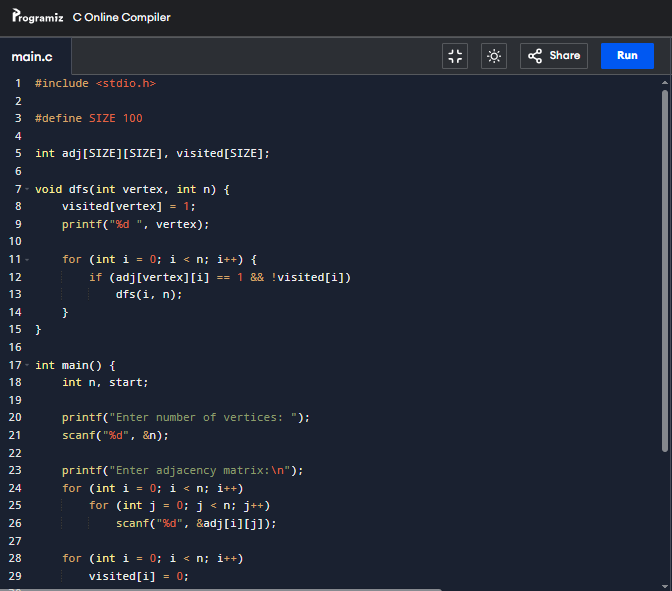 Programiz C Online Compiler
main.c Share Run
1 #include <stdio.h>
2
3 #define SIZE 100
4
5 int adj[SIZE][SIZE], visited[SIZE];
6
7 void dfs(int vertex, int n) {
8     visited[vertex] = 1;
9     printf("%d ", vertex);
10
11     for (int i = 0; i < n; i++) {
12         if (adj[vertex][i] == 1 && !visited[i])
13             dfs(i, n);
14     }
15 }
16
17 int main() {
18     int n, start;
19
20     printf("Enter number of vertices: ");
21     scanf("%d", &n);
22
23     printf("Enter adjacency matrix:\n");
24     for (int i = 0; i < n; i++)
25         for (int j = 0; j < n; j++)
26             scanf("%d", &adj[i][j]);
27
28     for (int i = 0; i < n; i++)
29         visited[i] = 0;